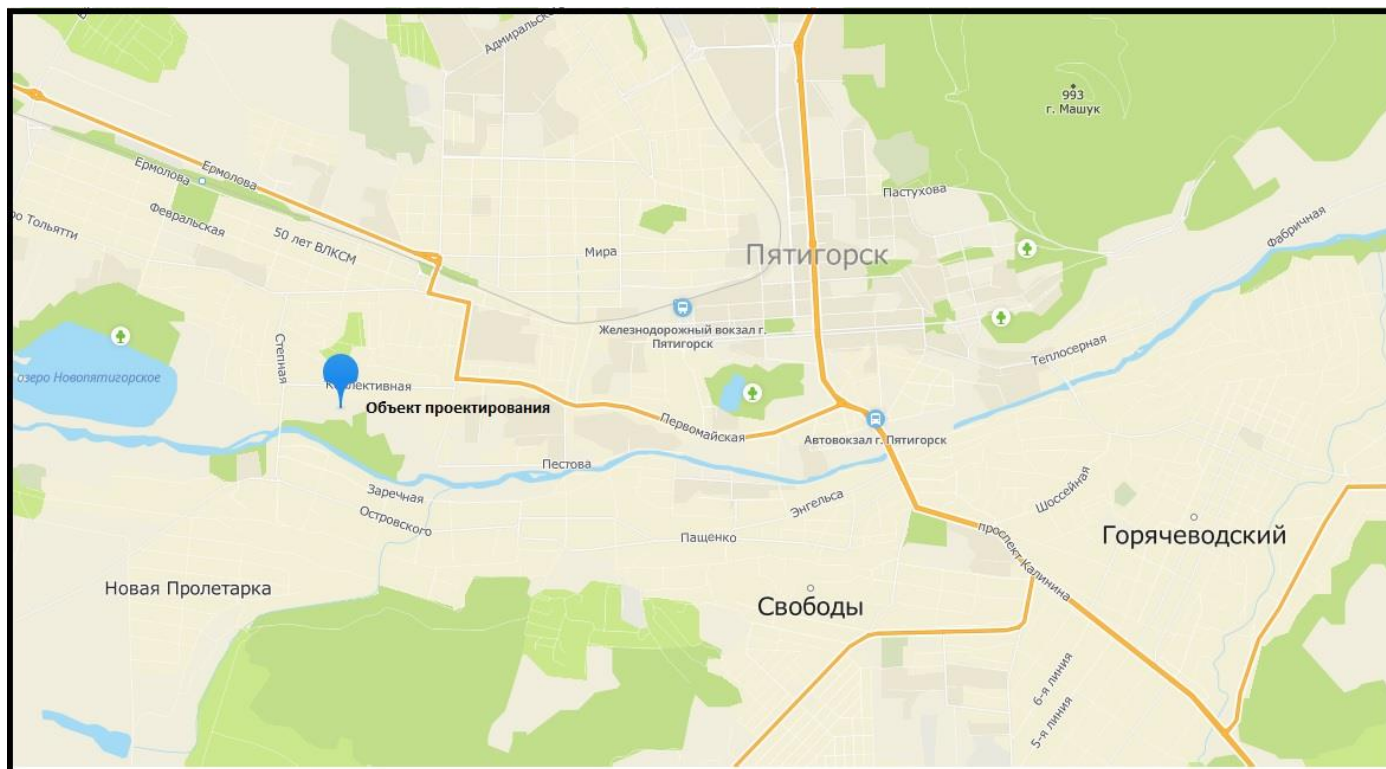 Адмиральског
993
г. Машук
Ермолова
Ермолова
Пастухова
Фабричная
Февральская
ро Тольятти
50 лет ВЛКСМ
Мира
Пятигорск
Железнодорожный вокзал г.
Пятигорск
Теплосерная
Степная
озеро Новопятигорское
Объект проектирования
Первомайская
Автовокзал г. Пятигорск
Пестова
Заречная
Островского
Энгельса
Шоссейная
Пащенко
проспект Калинина
Горячеводский
Новая Пролетарка
Свободы
6-я линия
5-я линия